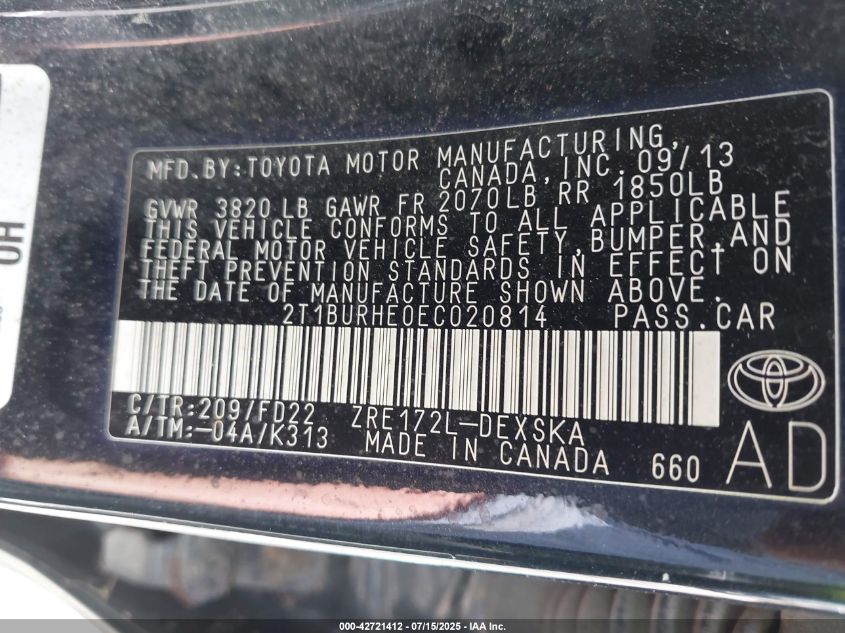 MFD.BY:TOYOTA MOTOR MANUFACTURING,
CANADA, INC. 09/13
GVWR 3820 LB GAWR FR 2070LB RR 1850LB
THIS VEHICLE CONFORMS TO ALL APPLICABLE
FEDERAL MOTOR VEHICLE SAFETY, BUMPER, AND
THEFT PREVENTION STANDARDS IN EFFECT ON
THE DATE OF MANUFACTURE SHOWN ABOVE.
2T1BURHE0EC020814 PASS.CAR
C/TR:209/FD22 ZRE172L-DEXSKA
A/TM:-04A/K313 MADE IN CANADA 660
AD
HO
000-42721412 - 07/15/2025 - IAA, Inc.